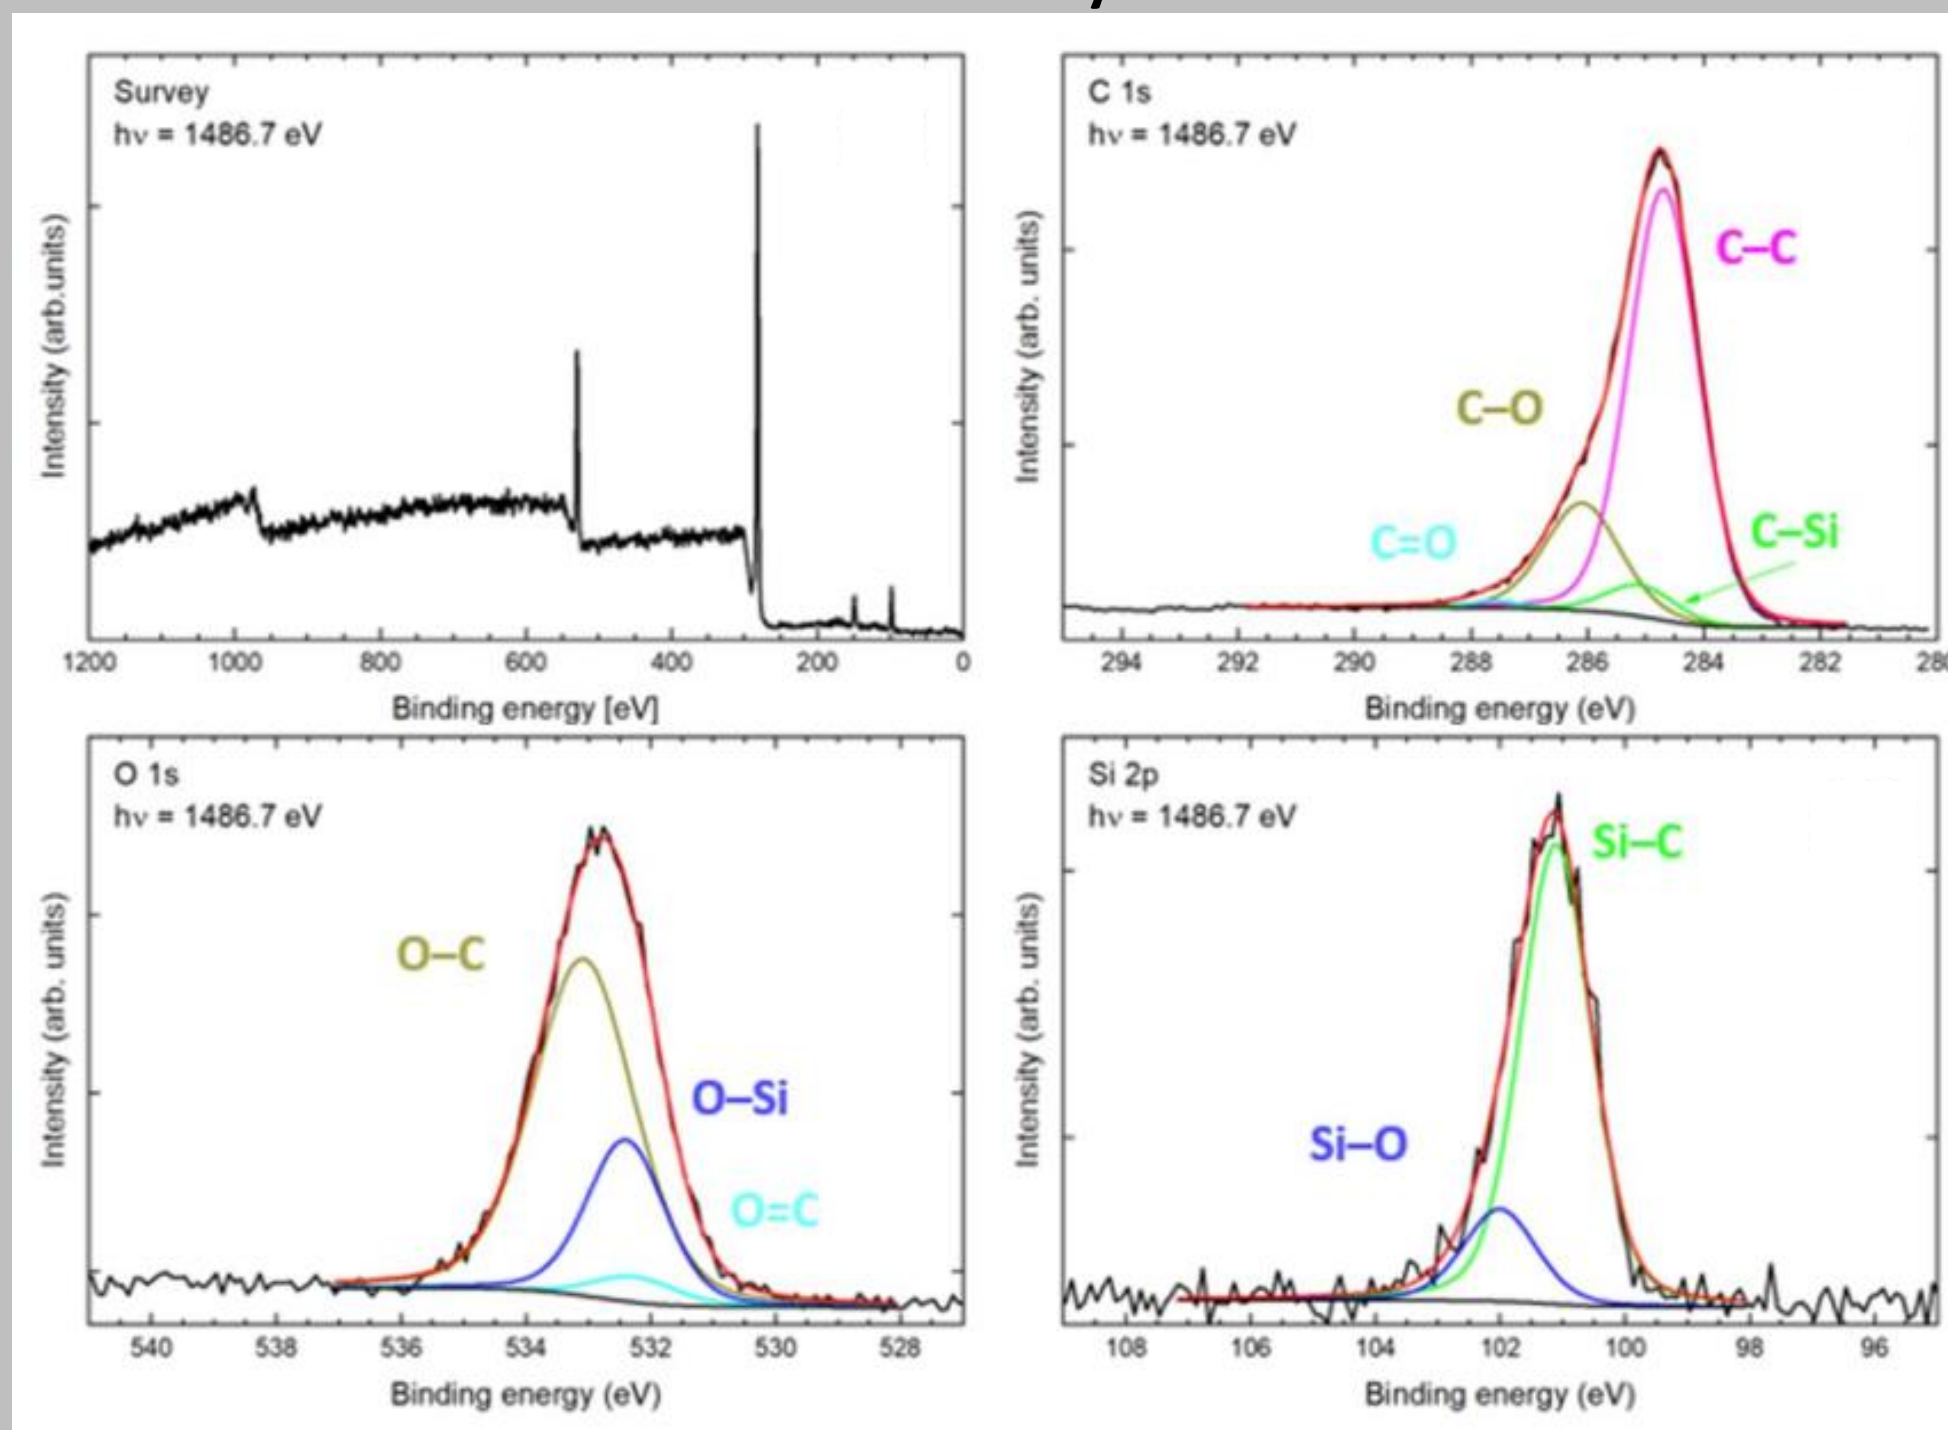 Survey
hν = 1486.7 eV
Intensity (arb.units)
1200 1000 800 600 400 200 0
Binding energy [eV]
C 1s
hν = 1486.7 eV
C–C
C–O
C=O
C–Si
Intensity (arb. units)
294 292 290 288 286 284 282 28
Binding energy (eV)
O 1s
hν = 1486.7 eV
O–C
O–Si
O=C
Intensity (arb. units)
540 538 536 534 532 530 528
Binding energy (eV)
Si 2p
hν = 1486.7 eV
Si–C
Si–O
Intensity (arb. units)
108 106 104 102 100 98 96
Binding energy (eV)